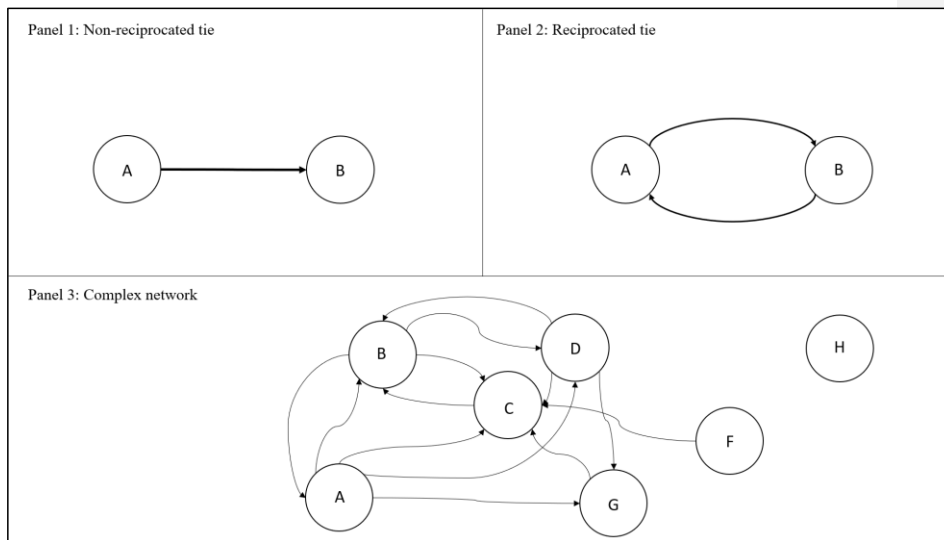 Panel 1: Non-reciprocated tie
Panel 2: Reciprocated tie
A
B
A
B
Panel 3: Complex network
B
D
H
C
F
A
G